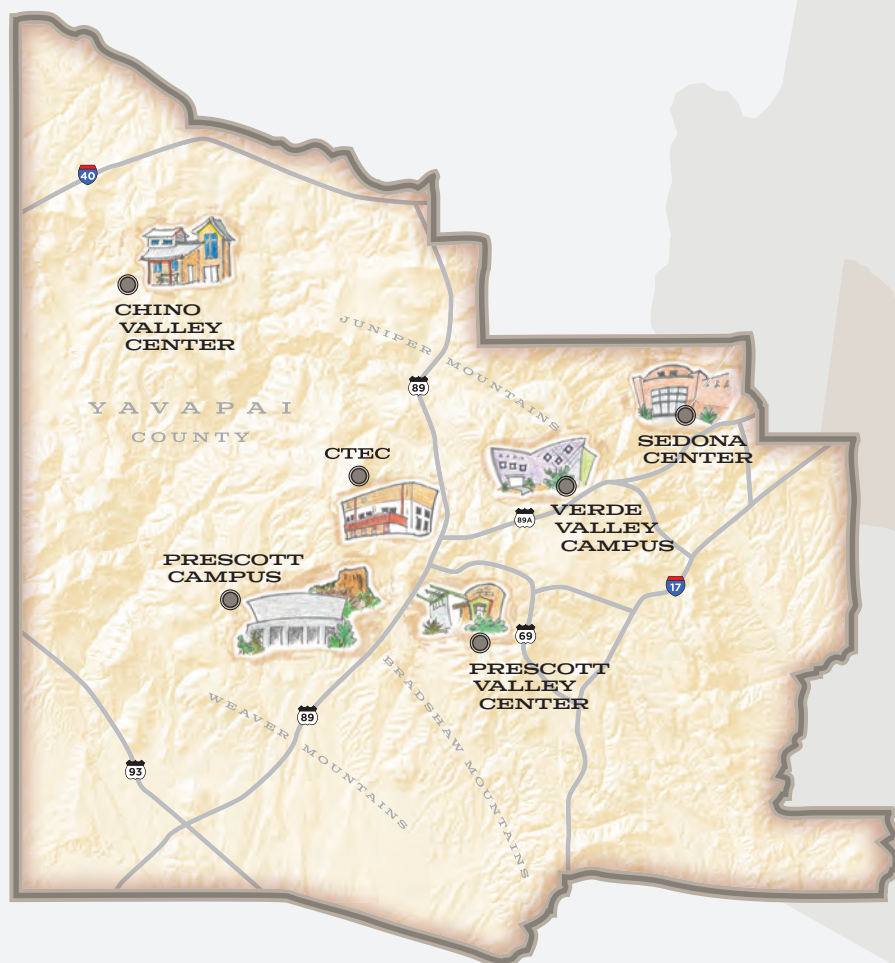 40
CHINO
VALLEY
CENTER
JUNIPER MOUNTAINS
89
YAVAPAI
COUNTY
SEDONA
CENTER
CTEC
VERDE
VALLEY
CAMPUS
89A
PRESCOTT
CAMPUS
17
69
PRESCOTT
VALLEY
CENTER
BRADSHAW MOUNTAINS
WEAVER MOUNTAINS
89
93